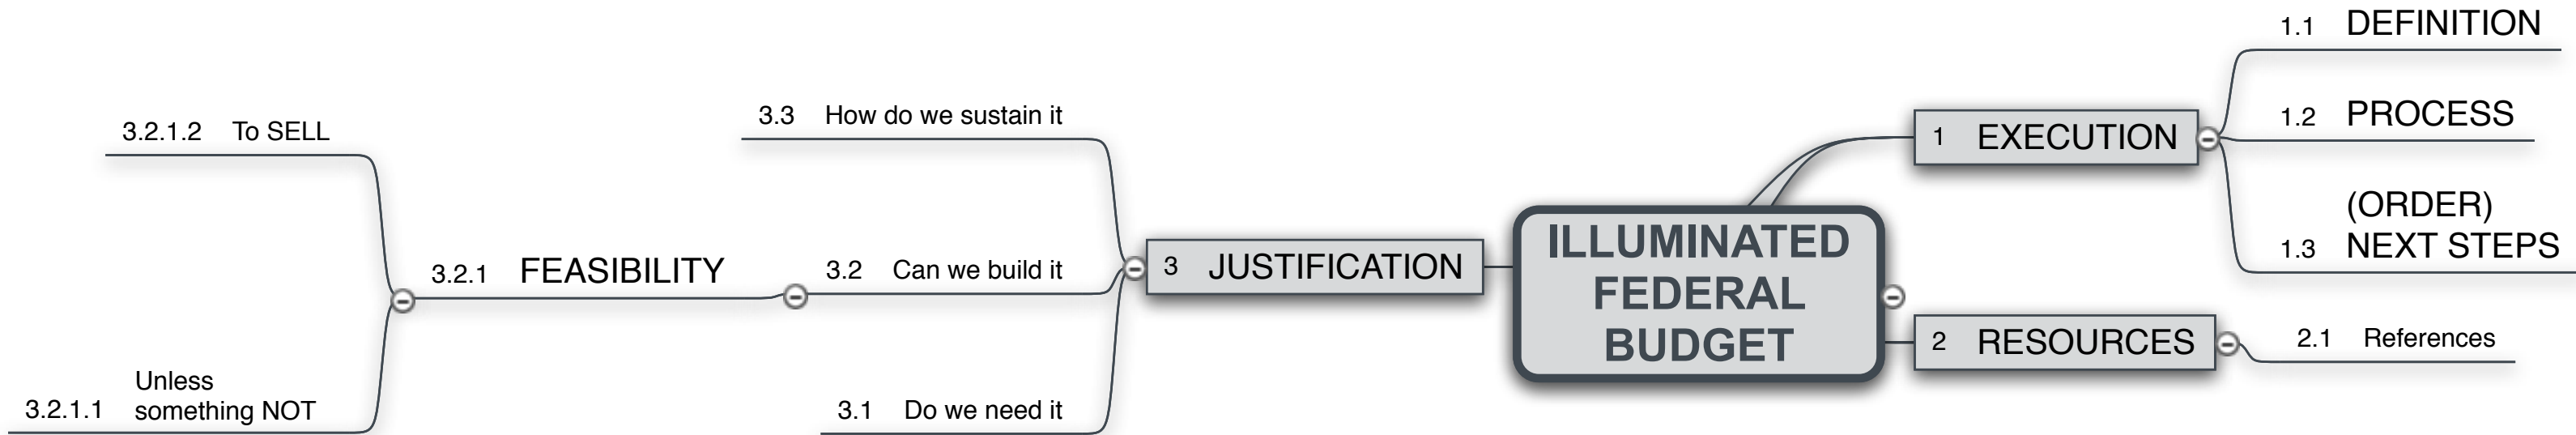 ILLUMINATED
FEDERAL
BUDGET
1 EXECUTION
1.1 DEFINITION
1.2 PROCESS
(ORDER)
1.3 NEXT STEPS
2 RESOURCES
2.1 References
3 JUSTIFICATION
3.3 How do we sustain it
3.2 Can we build it
3.1 Do we need it
3.2.1 FEASIBILITY
3.2.1.2 To SELL
Unless
3.2.1.1 something NOT